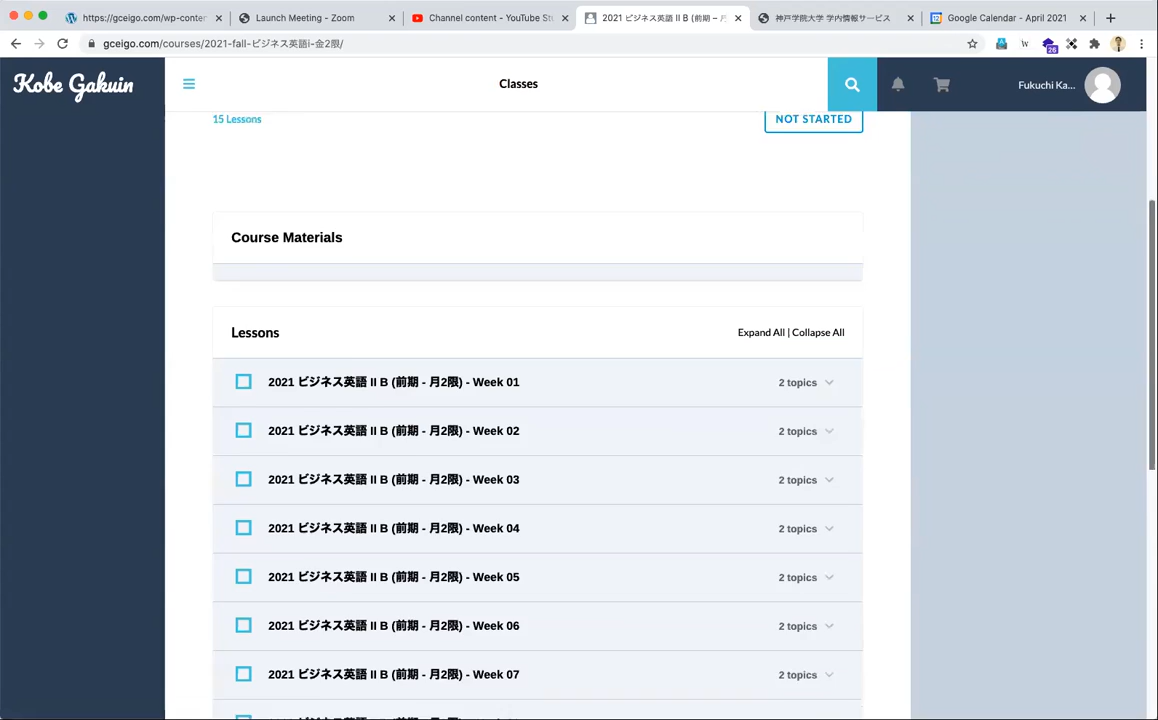 https://gceigo.com/wp-conter
Launch Meeting - Zoom
Channel content - YouTube St
2021 ビジネス英語 II B (前期 –
神戸学院大学 学内情報サービス
Google Calendar - April 2021
gceigo.com/courses/2021-fall-ビジネス英語i-金2限/
26
Kobe Gakuin
Classes
Fukuchi Ka...
15 Lessons
NOT STARTED
Course Materials
Lessons
Expand All | Collapse All
2021 ビジネス英語 II B (前期 - 月2限) - Week 01
2 topics
2021 ビジネス英語 II B (前期 - 月2限) - Week 02
2 topics
2021 ビジネス英語 II B (前期 - 月2限) - Week 03
2 topics
2021 ビジネス英語 II B (前期 - 月2限) - Week 04
2 topics
2021 ビジネス英語 II B (前期 - 月2限) - Week 05
2 topics
2021 ビジネス英語 II B (前期 - 月2限) - Week 06
2 topics
2021 ビジネス英語 II B (前期 - 月2限) - Week 07
2 topics